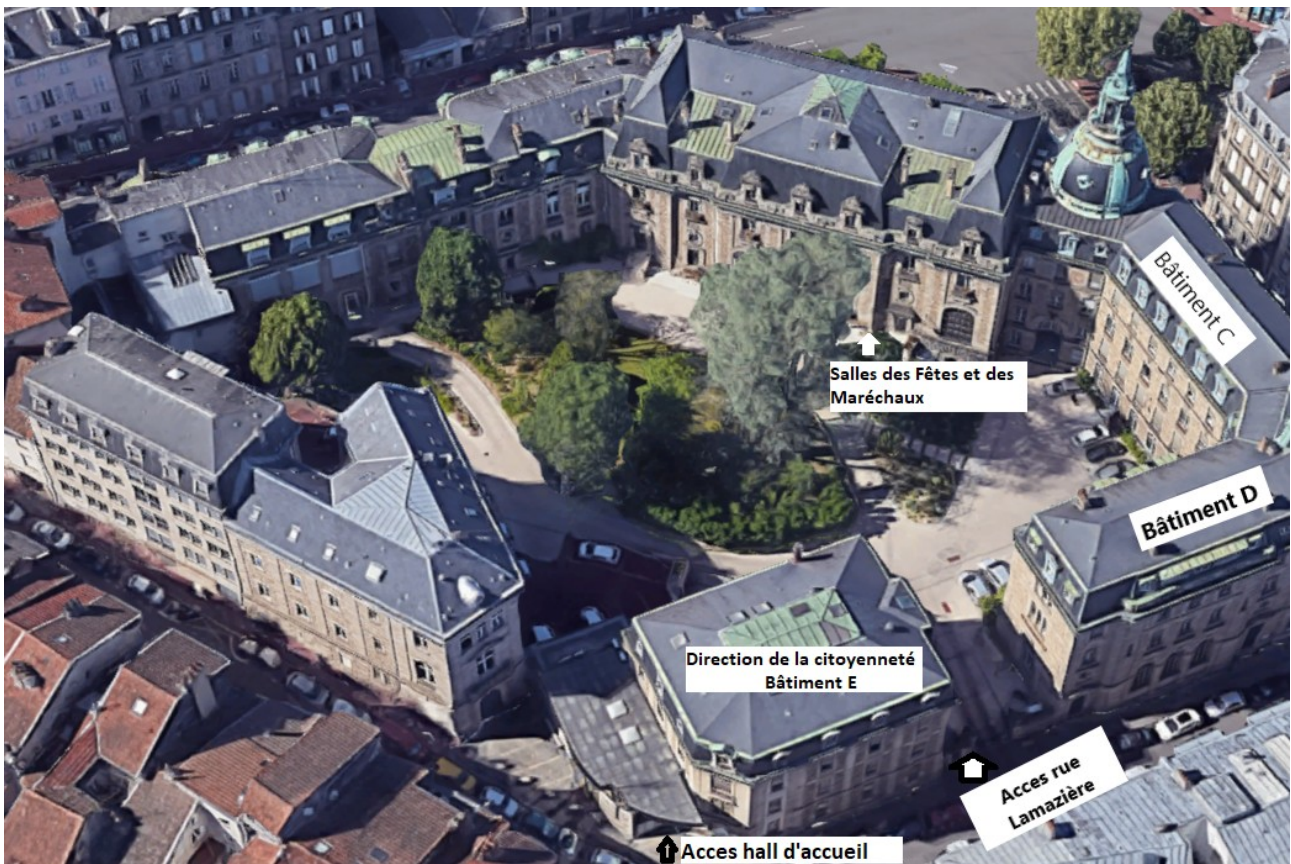 Bâtiment C
Salles des Fêtes et des
Maréchaux
Bâtiment D
Direction de la citoyenneté
Bâtiment E
Acces rue
Lamazière
Acces hall d'accueil